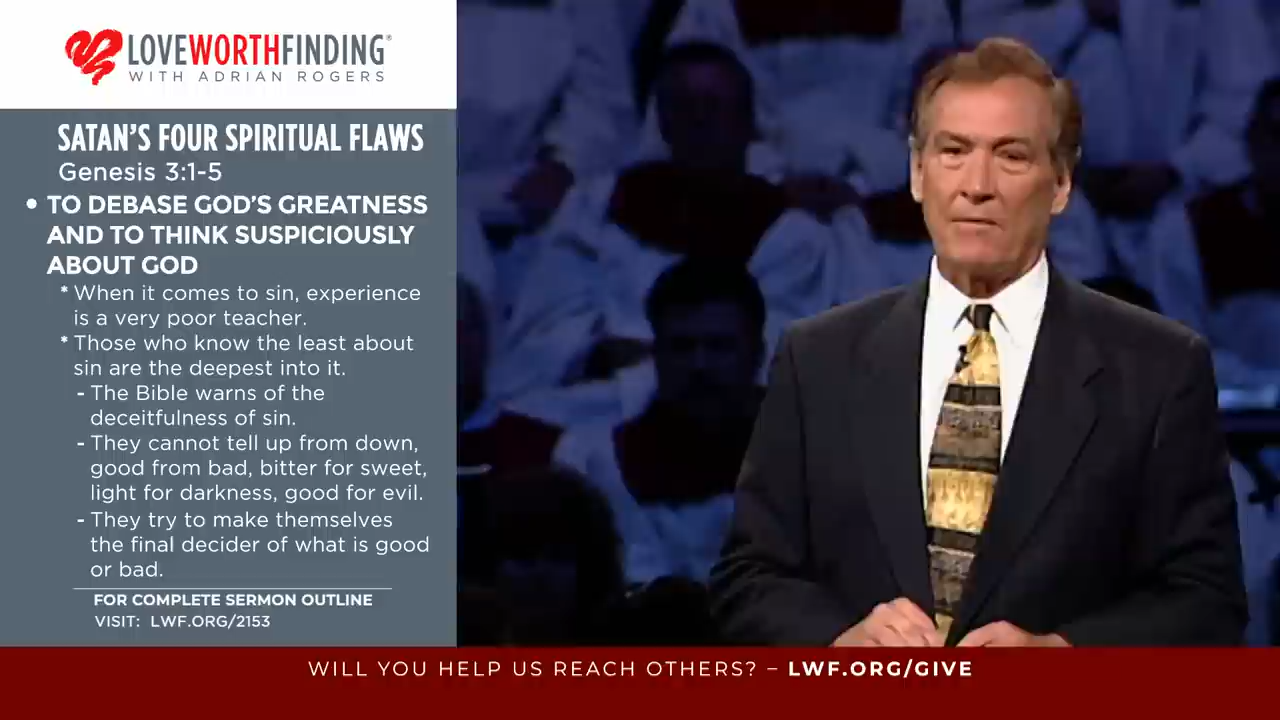 LOVEWORTHFINDING®
WITH ADRIAN ROGERS
SATAN'S FOUR SPIRITUAL FLAWS
Genesis 3:1-5
• TO DEBASE GOD'S GREATNESS
AND TO THINK SUSPICIOUSLY
ABOUT GOD
* When it comes to sin, experience
is a very poor teacher.
* Those who know the least about
sin are the deepest into it.
- The Bible warns of the
deceitfulness of sin.
- They cannot tell up from down,
good from bad, bitter for sweet,
light for darkness, good for evil.
- They try to make themselves
the final decider of what is good
or bad.
FOR COMPLETE SERMON OUTLINE
VISIT: LWF.ORG/2153
WILL YOU HELP US REACH OTHERS? – LWF.ORG/GIVE